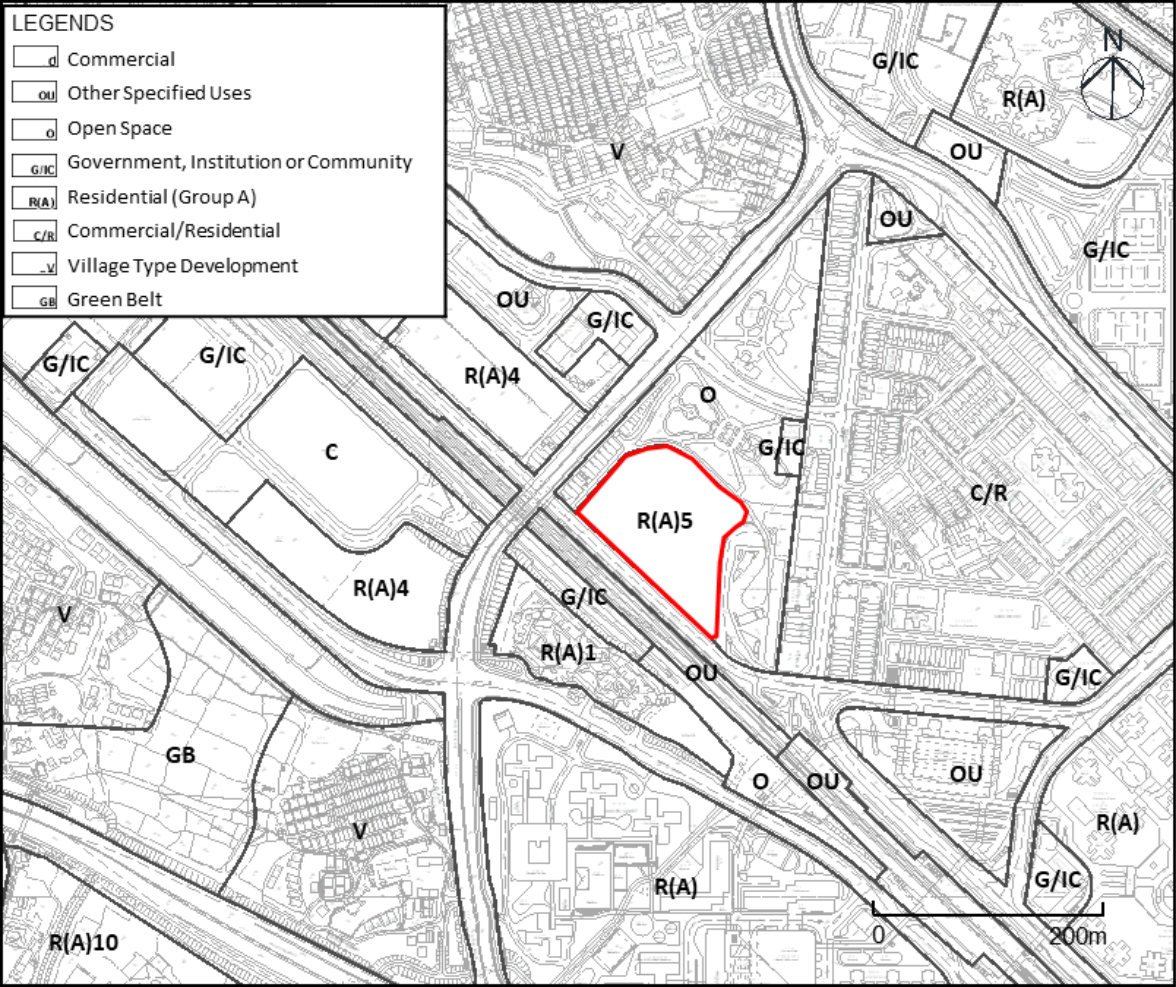 LEGENDS
d Commercial
OU Other Specified Uses
O Open Space
G/IC Government, Institution or Community
R(A) Residential (Group A)
C/R Commercial/Residential
V Village Type Development
GB Green Belt
N
G/IC
R(A)
V
OU
OU
G/IC
OU
G/IC
G/IC
G/IC
R(A)4
O
C
G/IC
C/R
R(A)5
R(A)4
G/IC
V
R(A)1
OU
G/IC
GB
O
OU
OU
V
R(A)
R(A)
G/IC
R(A)10
0
200m